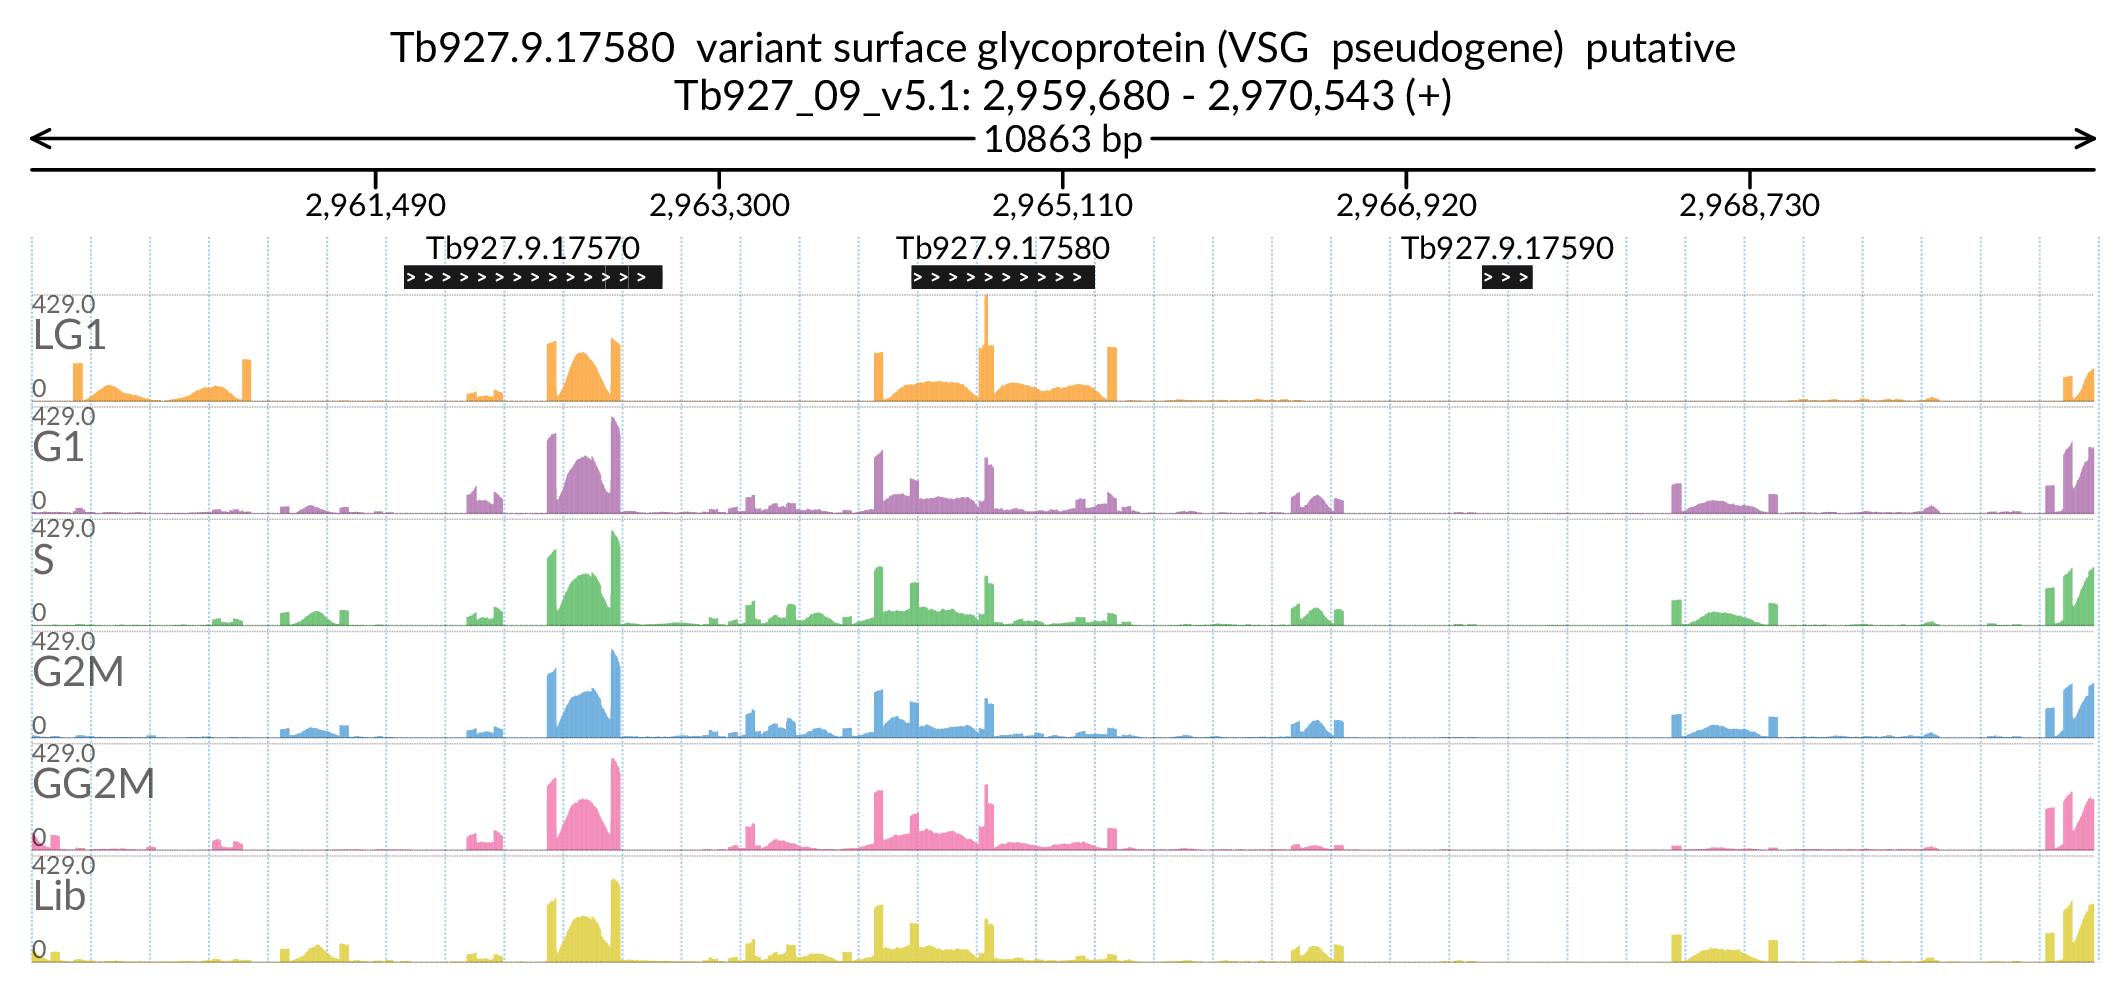 Tb927.9.17580  variant surface glycoprotein (VSG  pseudogene)  putative
Tb927_09_v5.1: 2,959,680 - 2,970,543 (+)
10863 bp
2,961,490 2,963,300 2,965,110 2,966,920 2,968,730
Tb927.9.17570 Tb927.9.17580 Tb927.9.17590
429.0
LG1
0
429.0
G1
0
429.0
S
0
429.0
G2M
0
429.0
GG2M
0
429.0
Lib
0